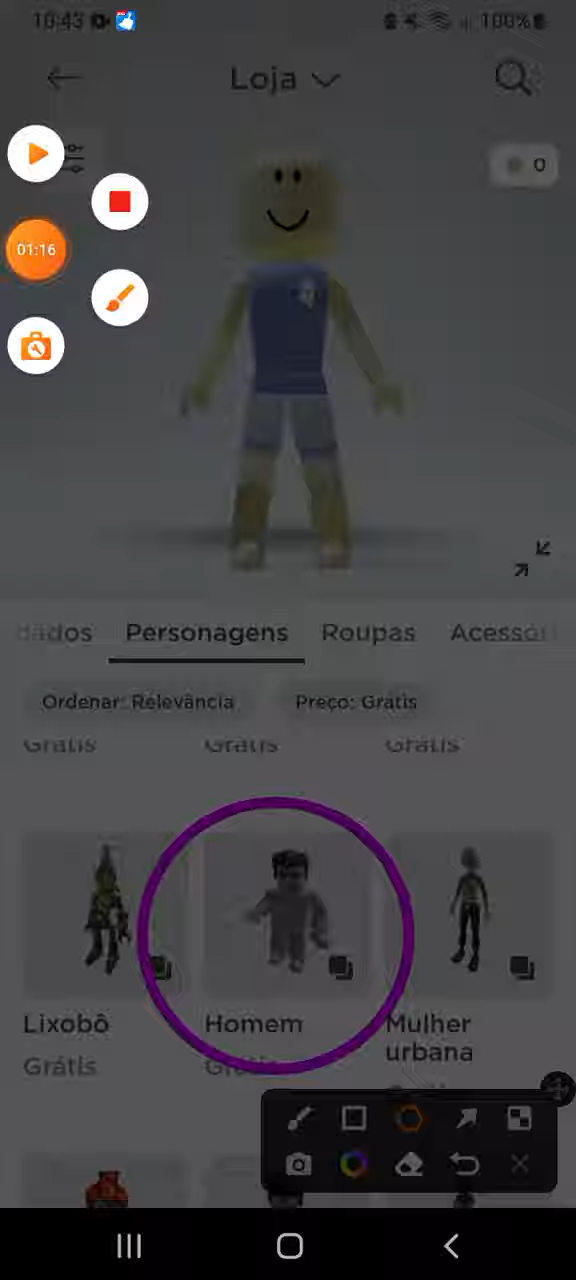 10:43 100%
Loja
0
01:16
dados Personagens Roupas Acessóri
Ordenar: Relevância Preço: Grátis
Grátis Grátis Grátis
Lixobô Homem Mulher urbana
Grátis Grátis